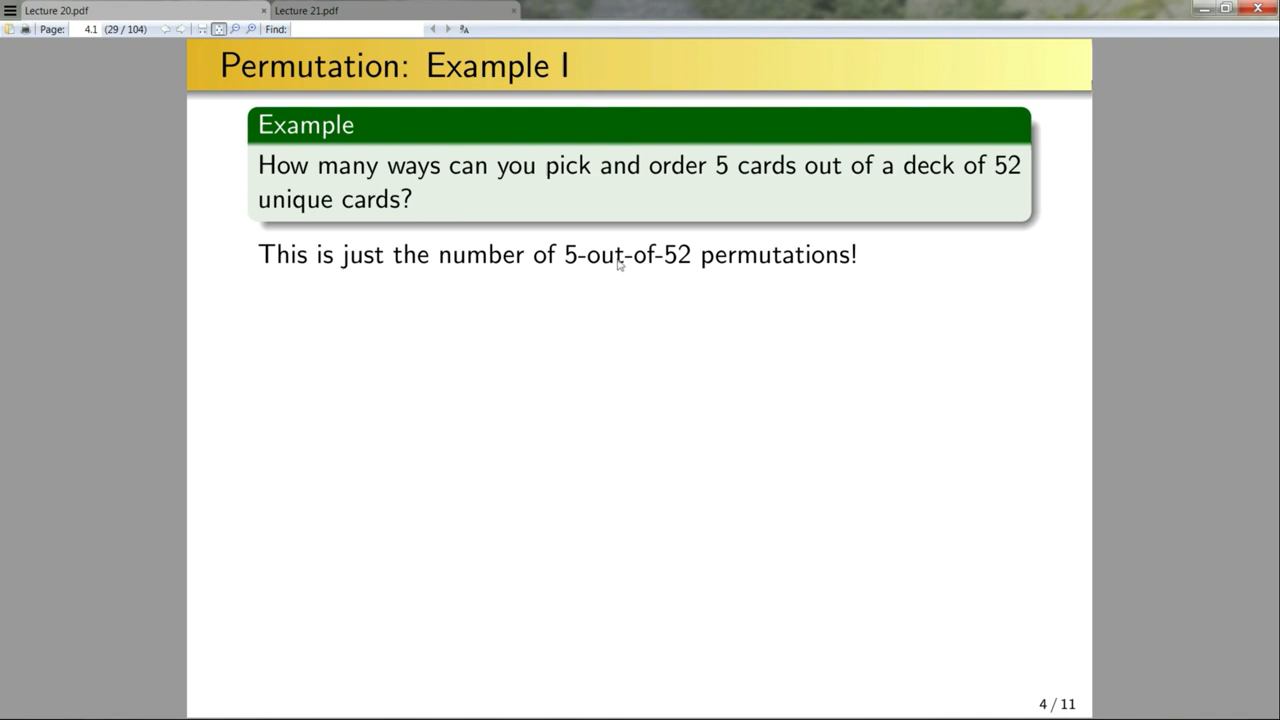 Lecture 20.pdf
Lecture 21.pdf
Page: 4.1 (29 / 104) Find:
Permutation: Example I
Example
How many ways can you pick and order 5 cards out of a deck of 52
unique cards?
This is just the number of 5-out-of-52 permutations!
4 / 11